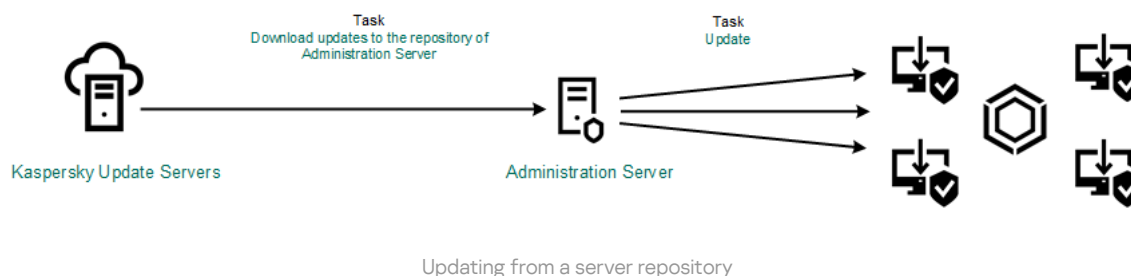 Task
Download updates to the repository of
Administration Server
Task
Update
Kaspersky Update Servers
Administration Server
Updating from a server repository